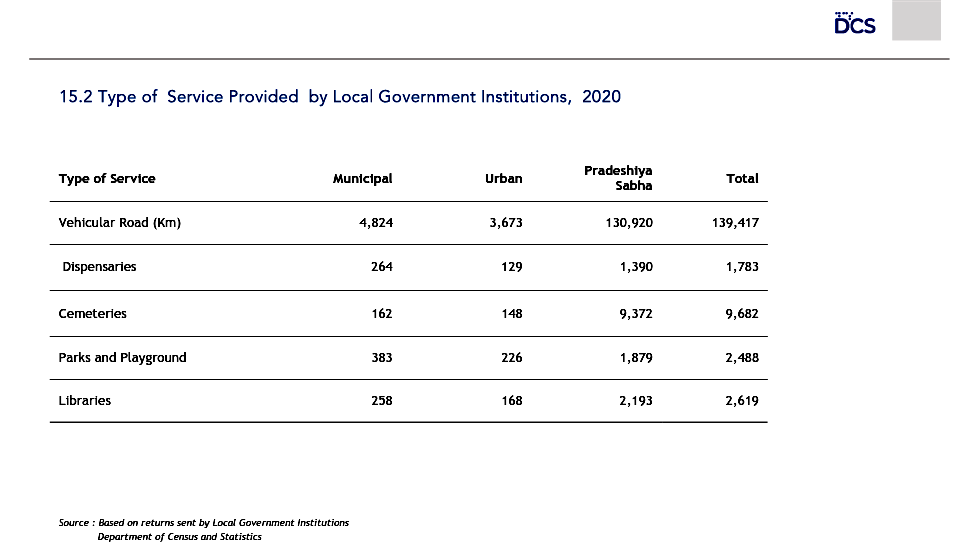 DCS
15.2 Type of Service Provided by Local Government Institutions, 2020
Type of Service Municipal Urban Pradeshiya Sabha Total
Vehicular Road (Km) 4,824 3,673 130,920 139,417
Dispensaries 264 129 1,390 1,783
Cemeteries 162 148 9,372 9,682
Parks and Playground 383 226 1,879 2,488
Libraries 258 168 2,193 2,619
Source : Based on returns sent by Local Government Institutions
Department of Census and Statistics